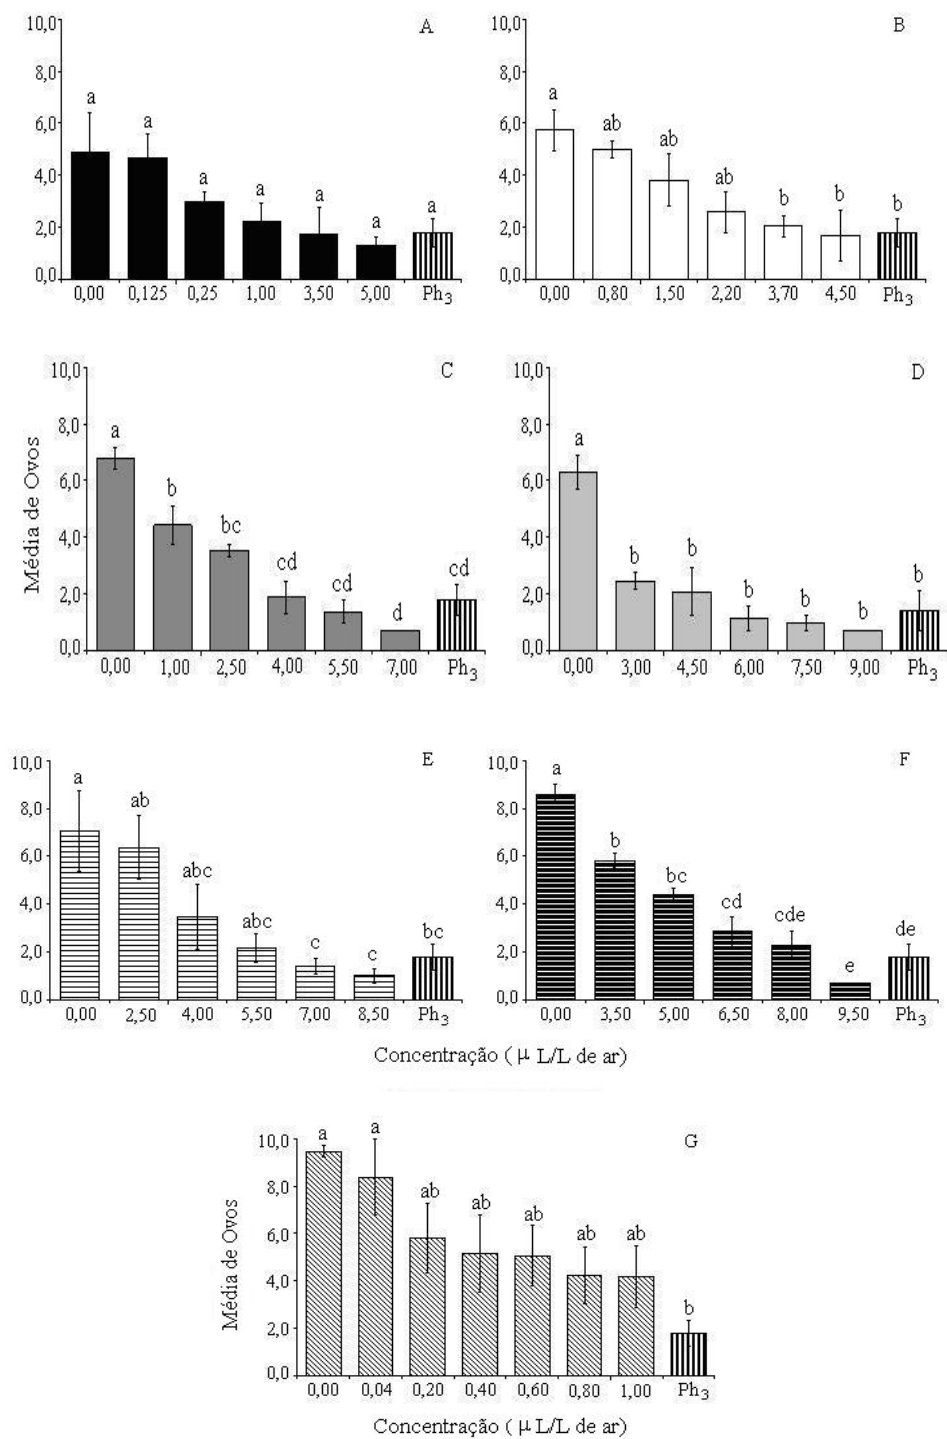 10,0 A
8,0
6,0
4,0
2,0
0,0
a a a a a a a
0,00 0,125 0,25 1,00 3,50 5,00 Ph3
10,0 B
8,0
6,0
4,0
2,0
0,0
a ab ab ab b b b
0,00 0,80 1,50 2,20 3,70 4,50 Ph3
Média de Ovos
10,0 C
8,0
6,0
4,0
2,0
0,0
a b bc cd cd d cd
0,00 1,00 2,50 4,00 5,50 7,00 Ph3
10,0 D
8,0
6,0
4,0
2,0
0,0
a b b b b b b
0,00 3,00 4,50 6,00 7,50 9,00 Ph3
10,0 E
8,0
6,0
4,0
2,0
0,0
a ab abc abc c c bc
0,00 2,50 4,00 5,50 7,00 8,50 Ph3
10,0 F
8,0
6,0
4,0
2,0
0,0
a b bc cd cde e de
0,00 3,50 5,00 6,50 8,00 9,50 Ph3
Concentração ( μ L/L de ar)
Média de Ovos
10,0 G
8,0
6,0
4,0
2,0
0,0
a a ab ab ab ab ab b
0,00 0,04 0,20 0,40 0,60 0,80 1,00 Ph3
Concentração ( μ L/L de ar)